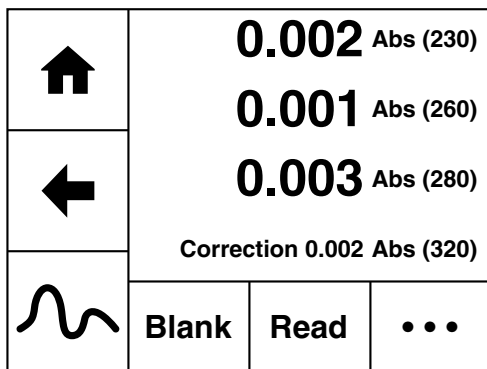 0.002 Abs (230)
0.001 Abs (260)
0.003 Abs (280)
Correction 0.002 Abs (320)
Blank Read •••